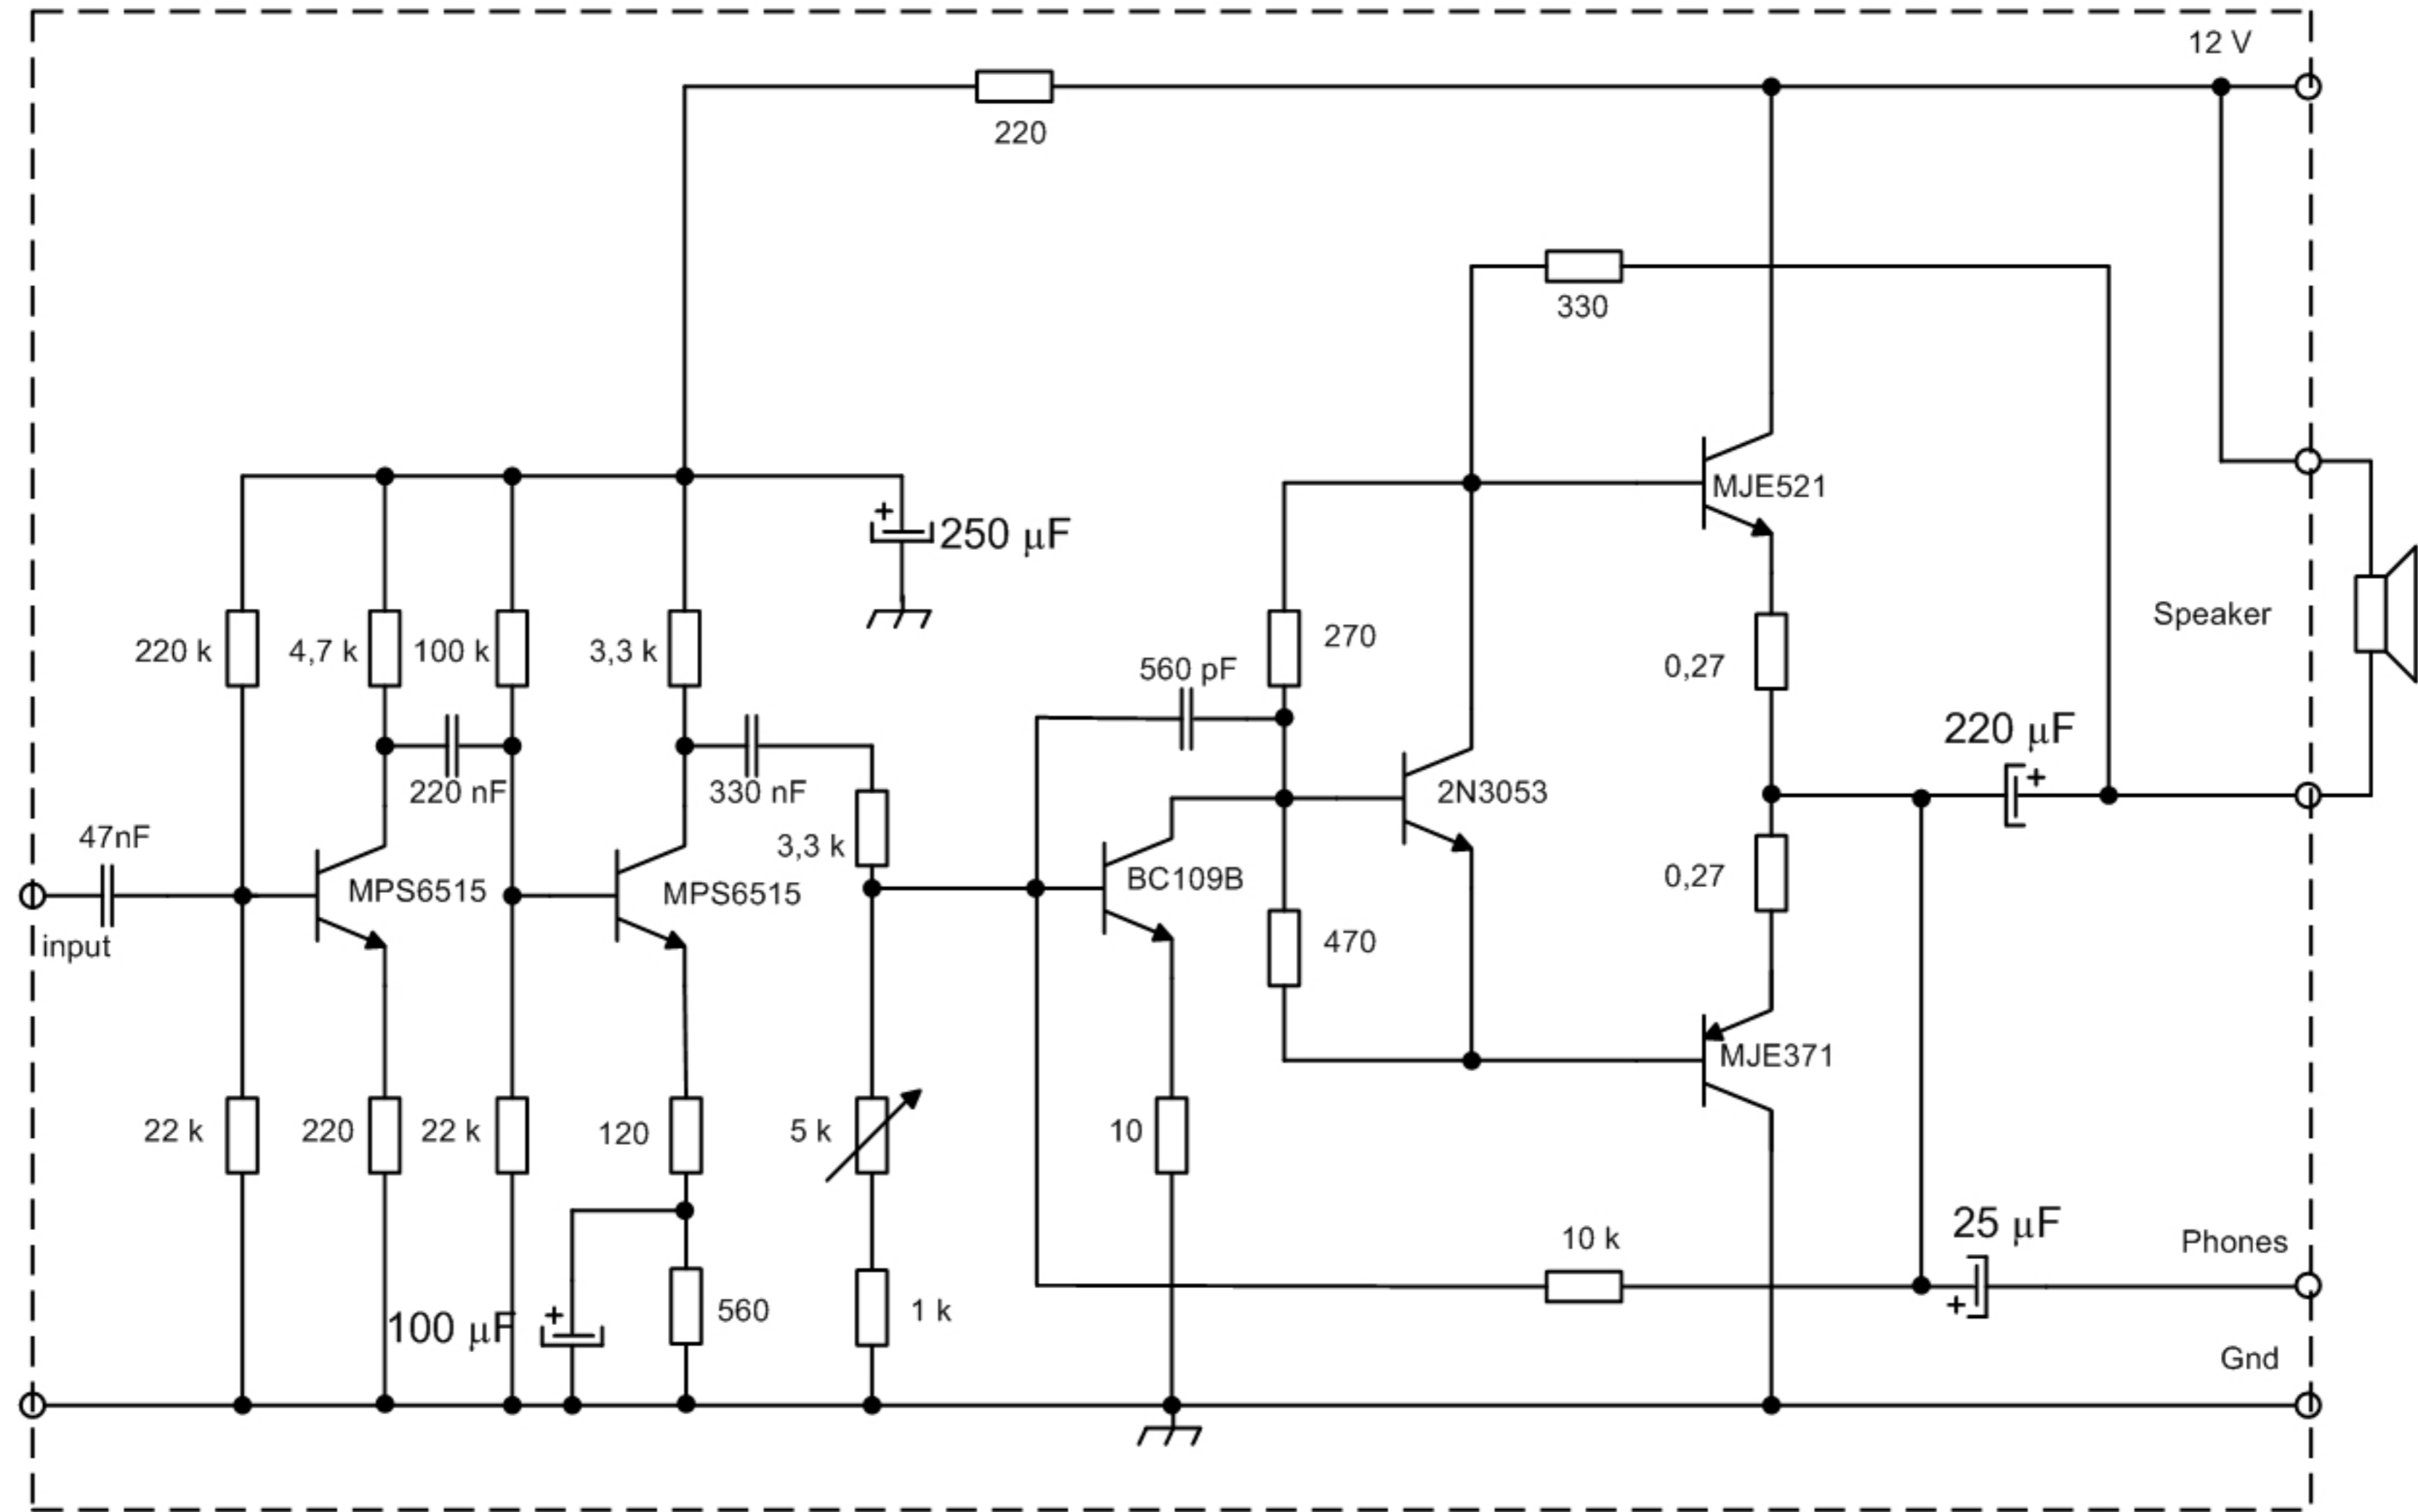 12 V
220
330
MJE521
250 µF
Speaker
220 k
4,7 k
100 k
3,3 k
270
560 pF
0,27
220 µF
220 nF
330 nF
2N3053
47nF
3,3 k
MPS6515
MPS6515
BC109B
0,27
input
470
MJE371
22 k
220
22 k
120
5 k
10
25 µF
10 k
Phones
+
100 µF
+
560
1 k
+
+
Gnd
+